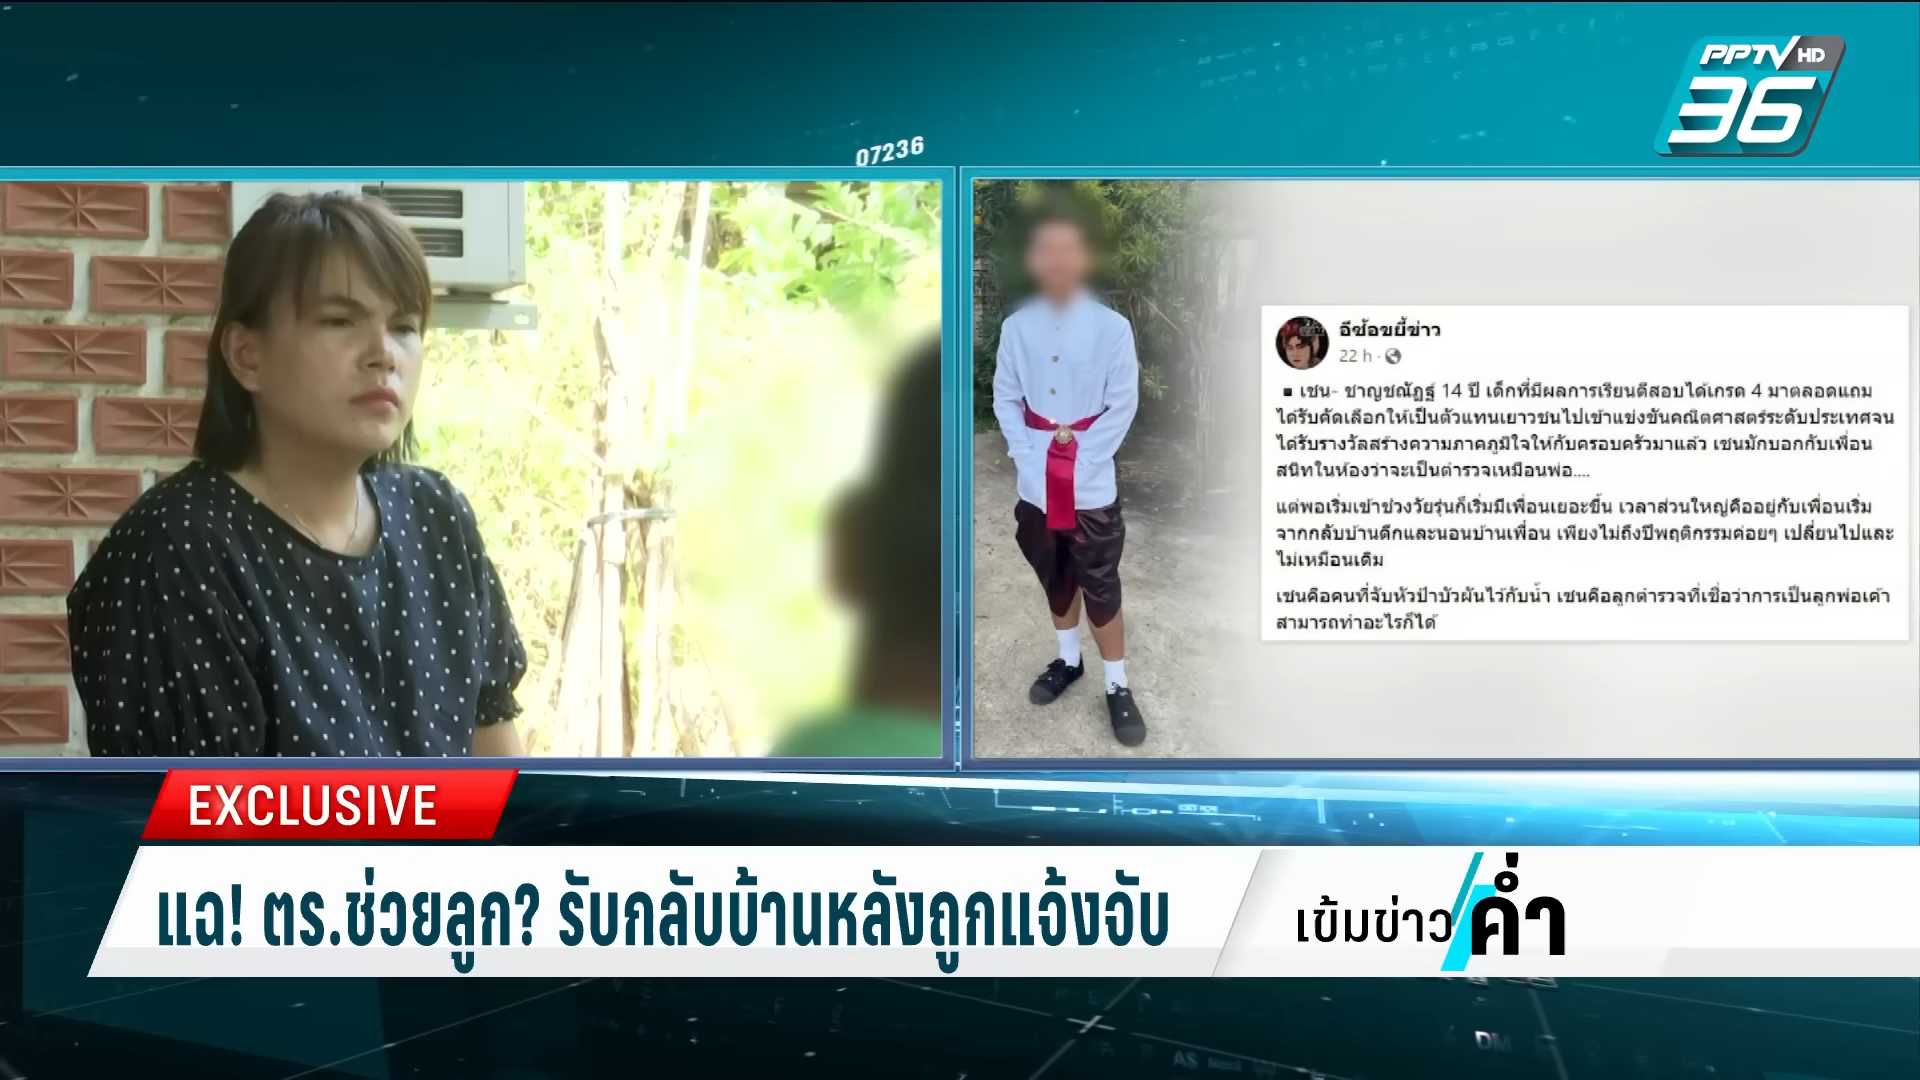 PPTV HD
36
07236
อีซ้อขยี้ข่าว
22 h ·
▪ เชน- ชาญชณัฏฐ์ 14 ปี เด็กที่มีผลการเรียนดีสอบได้เกรด 4 มาตลอดแถม
ได้รับคัดเลือกให้เป็นตัวแทนเยาวชนไปเข้าแข่งขันคณิตศาสตร์ระดับประเทศจน
ได้รับรางวัลสร้างความภาคภูมิใจให้กับครอบครัวมาแล้ว เชนมักบอกกับเพื่อน
สนิทในห้องว่าจะเป็นตำรวจเหมือนพ่อ....
แต่พอเริ่มเข้าช่วงวัยรุ่นก็เริ่มมีเพื่อนเยอะขึ้น เวลาส่วนใหญ่คืออยู่กับเพื่อนเริ่ม
จากกลับบ้านดึกและนอนบ้านเพื่อน เพียงไม่ถึงปีพฤติกรรมค่อยๆ เปลี่ยนไปและ
ไม่เหมือนเดิม
เชนคือคนที่จับหัวป้าบัวผันไว้กับน้ำ เชนคือลูกตำรวจที่เชื่อว่าการเป็นลูกพ่อเค้า
สามารถทำอะไรก็ได้
EXCLUSIVE
แฉ! ตร.ช่วยลูก? รับกลับบ้านหลังถูกแจ้งจับ
เข้มข่าวค่ำ
DM
AS